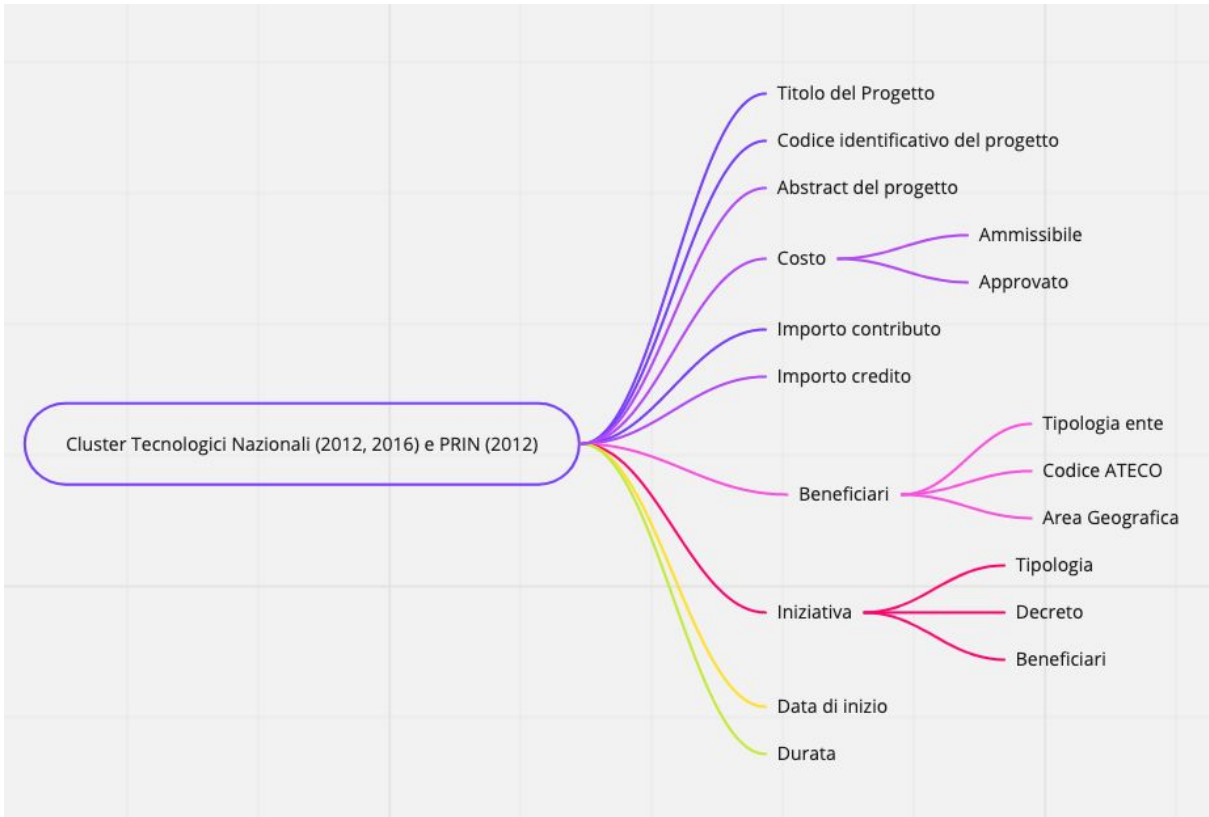 Cluster Tecnologici Nazionali (2012, 2016) e PRIN (2012)
Titolo del Progetto
Codice identificativo del progetto
Abstract del progetto
Costo
Ammissibile
Approvato
Importo contributo
Importo credito
Beneficiari
Tipologia ente
Codice ATECO
Area Geografica
Iniziativa
Tipologia
Decreto
Beneficiari
Data di inizio
Durata